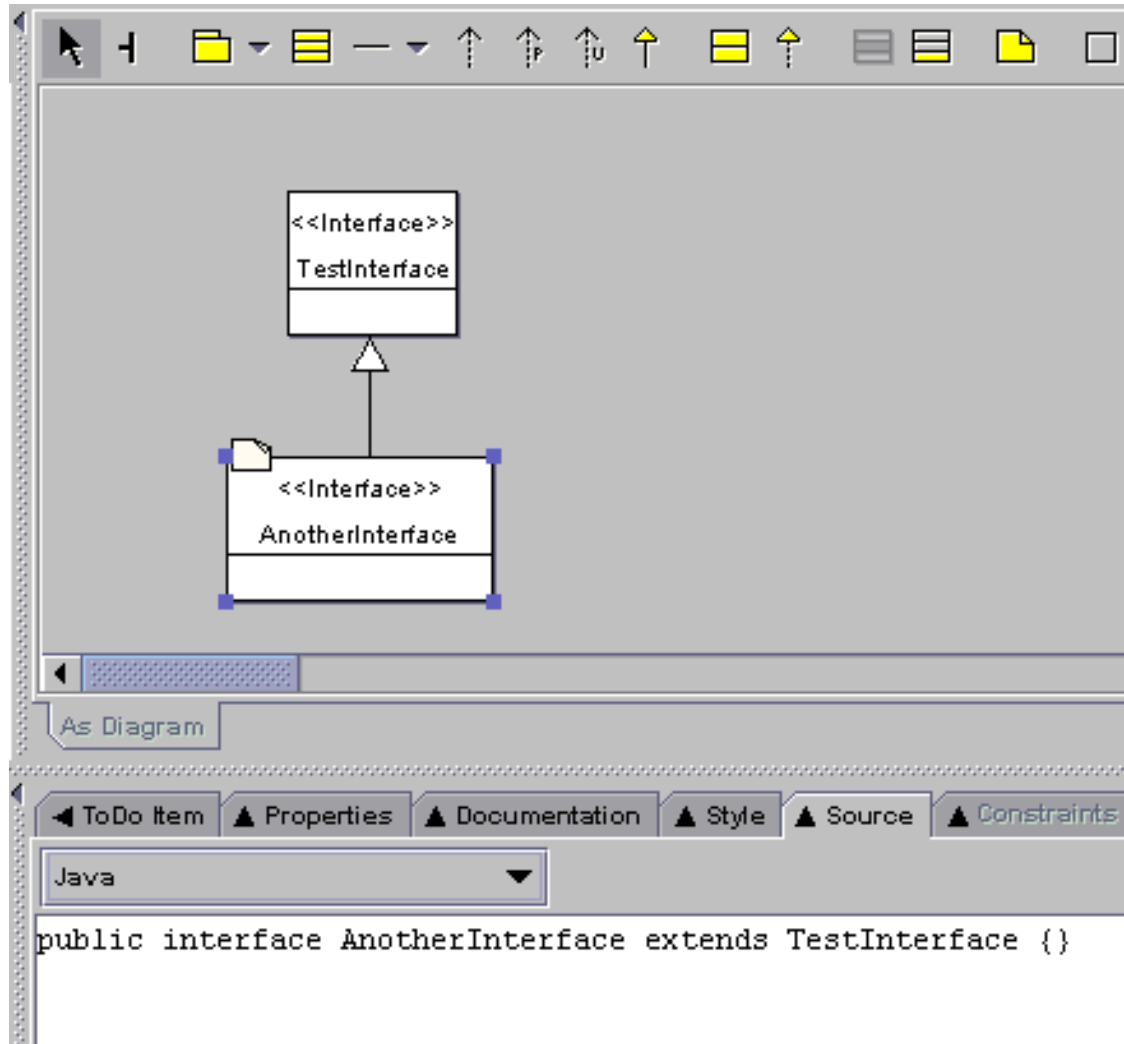 P
U
<<Interface>>
TestInterface
<<Interface>>
AnotherInterface
As Diagram
ToDo Item
Properties
Documentation
Style
Source
Constraints
Java
public interface AnotherInterface extends TestInterface {}